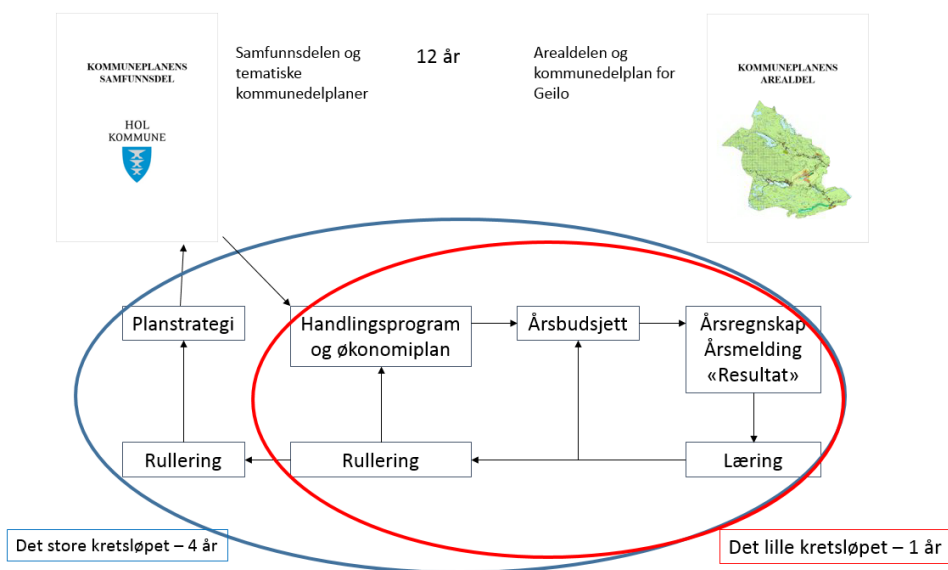 KOMMUNEPLANENS
SAMFUNNSDEL
HOL
KOMMUNE
Samfunnsdelen og
tematiske
kommunedelplaner
12 år
Arealdelen og
kommunedelplan for
Geilo
KOMMUNEPLANENS
AREALDEL
Planstrategi
Handlingsprogram
og økonomiplan
Årsbudsjett
Årsregnskap
Årsmelding
«Resultat»
Rullering
Rullering
Læring
Det store kretsløpet – 4 år
Det lille kretsløpet – 1 år